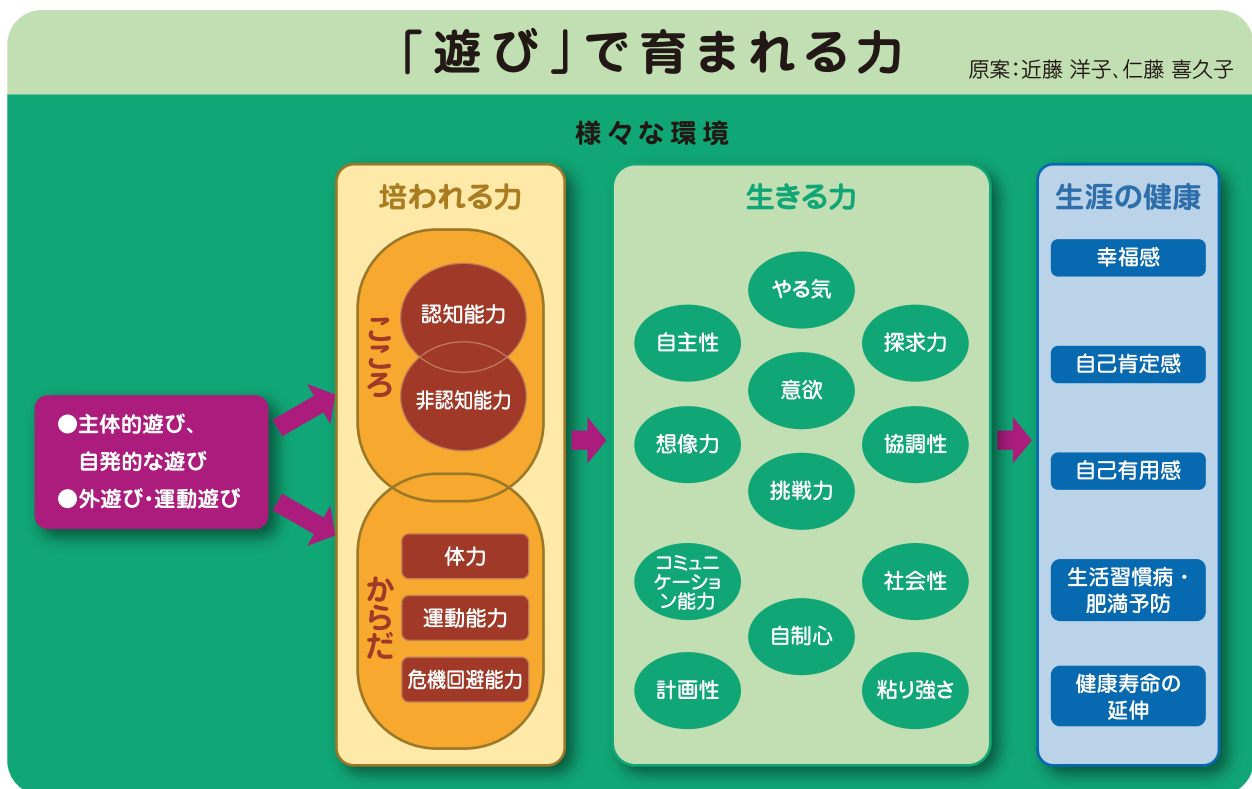 「遊び」で育まれる力
原案：近藤 洋子、仁藤 喜久子
様々な環境
●主体的遊び、
自発的な遊び
●外遊び・運動遊び
培われる力
こころ
認知能力
非認知能力
からだ
体力
運動能力
危機回避能力
生きる力
やる気
自主性
探求力
意欲
想像力
協調性
挑戦力
コミュニ
ケーショ
ン能力
社会性
自制心
計画性
粘り強さ
生涯の健康
幸福感
自己肯定感
自己有用感
生活習慣病・
肥満予防
健康寿命の
延伸